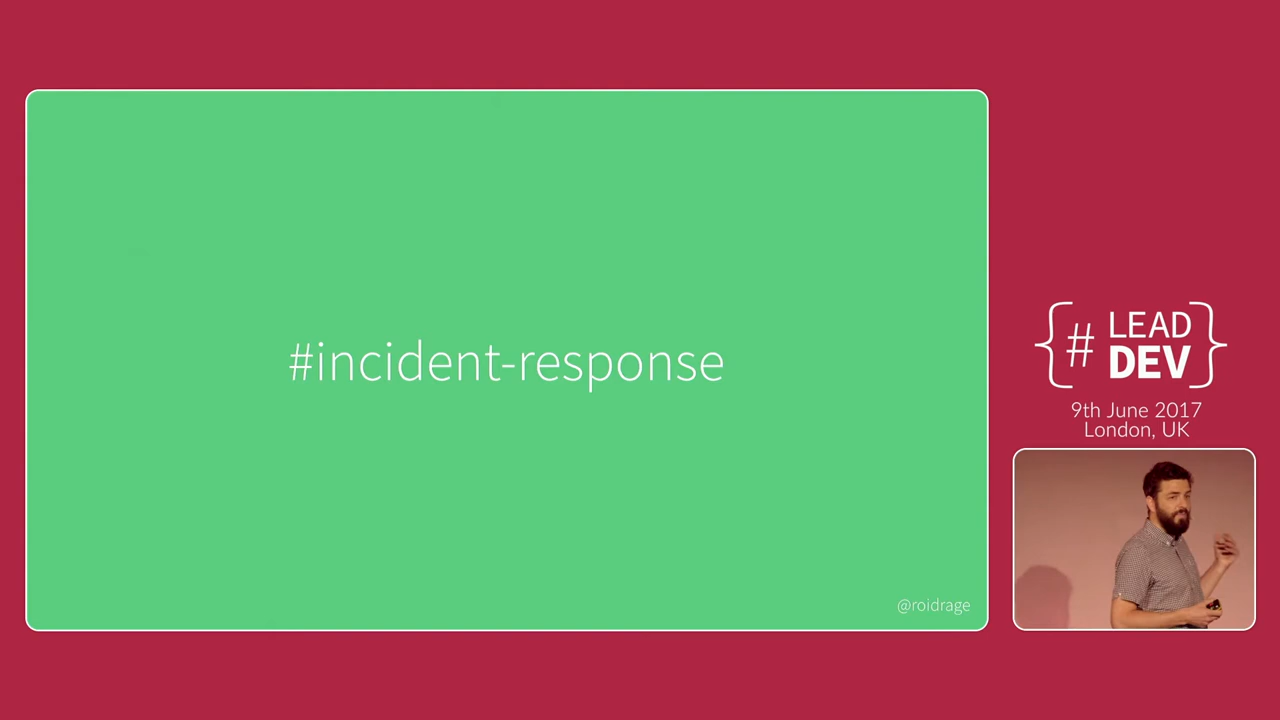 #incident-response
@roidrage
{# LEAD
DEV}
9th June 2017
London, UK